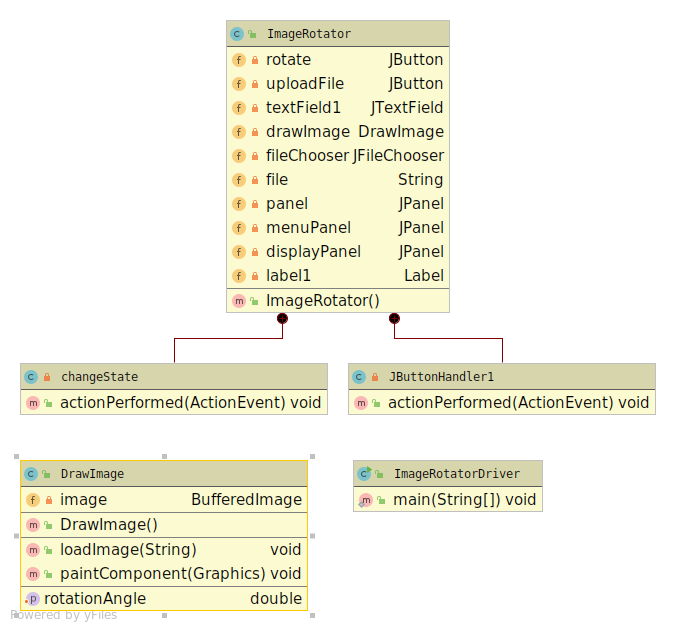 ImageRotator
rotate JButton
uploadFile JButton
textField1 JTextField
drawImage DrawImage
fileChooser JFileChooser
file String
panel JPanel
menuPanel JPanel
displayPanel JPanel
label1 Label
ImageRotator()
changeState
actionPerformed(ActionEvent) void
JButtonHandler1
actionPerformed(ActionEvent) void
DrawImage
image BufferedImage
DrawImage()
loadImage(String) void
paintComponent(Graphics) void
rotationAngle double
ImageRotatorDriver
main(String[]) void
Powered by yFiles